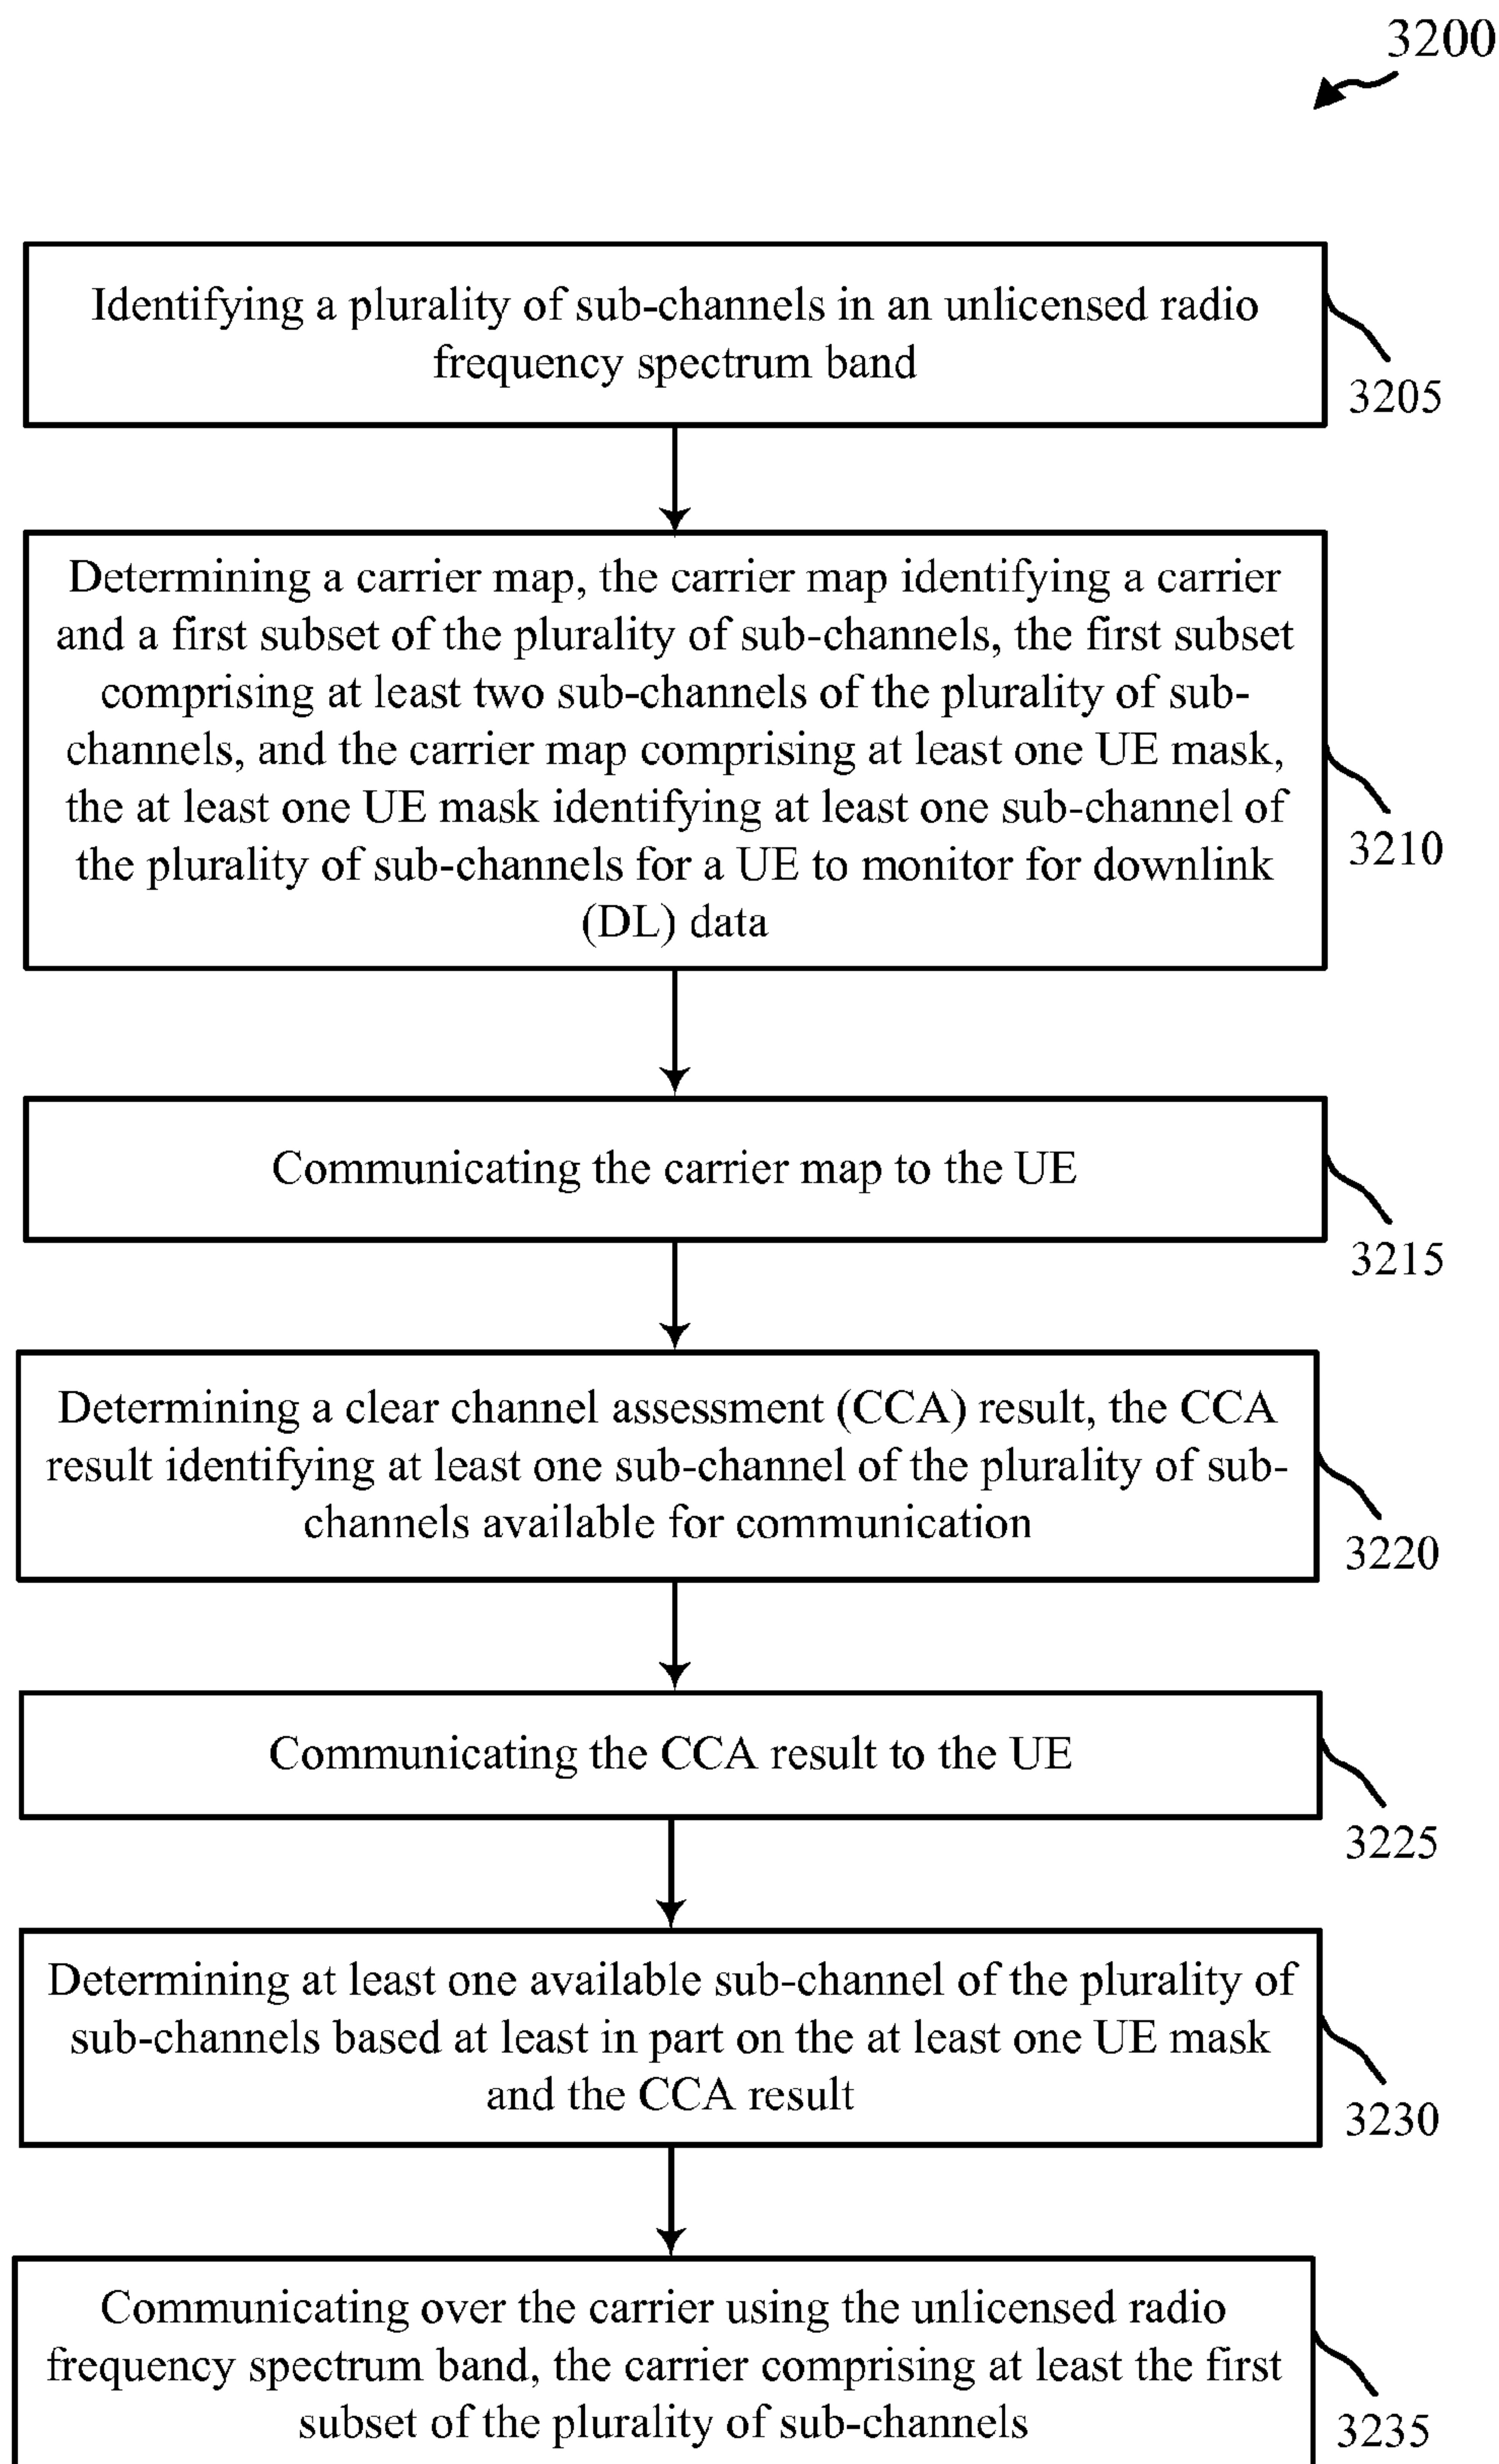 3200
Identifying a plurality of sub-channels in an unlicensed radio
frequency spectrum band
3205
Determining a carrier map, the carrier map identifying a carrier
and a first subset of the plurality of sub-channels, the first subset
comprising at least two sub-channels of the plurality of sub-
channels, and the carrier map comprising at least one UE mask,
the at least one UE mask identifying at least one sub-channel of
the plurality of sub-channels for a UE to monitor for downlink
(DL) data
3210
Communicating the carrier map to the UE
3215
Determining a clear channel assessment (CCA) result, the CCA
result identifying at least one sub-channel of the plurality of sub-
channels available for communication
3220
Communicating the CCA result to the UE
3225
Determining at least one available sub-channel of the plurality of
sub-channels based at least in part on the at least one UE mask
and the CCA result
3230
Communicating over the carrier using the unlicensed radio
frequency spectrum band, the carrier comprising at least the first
subset of the plurality of sub-channels
3235